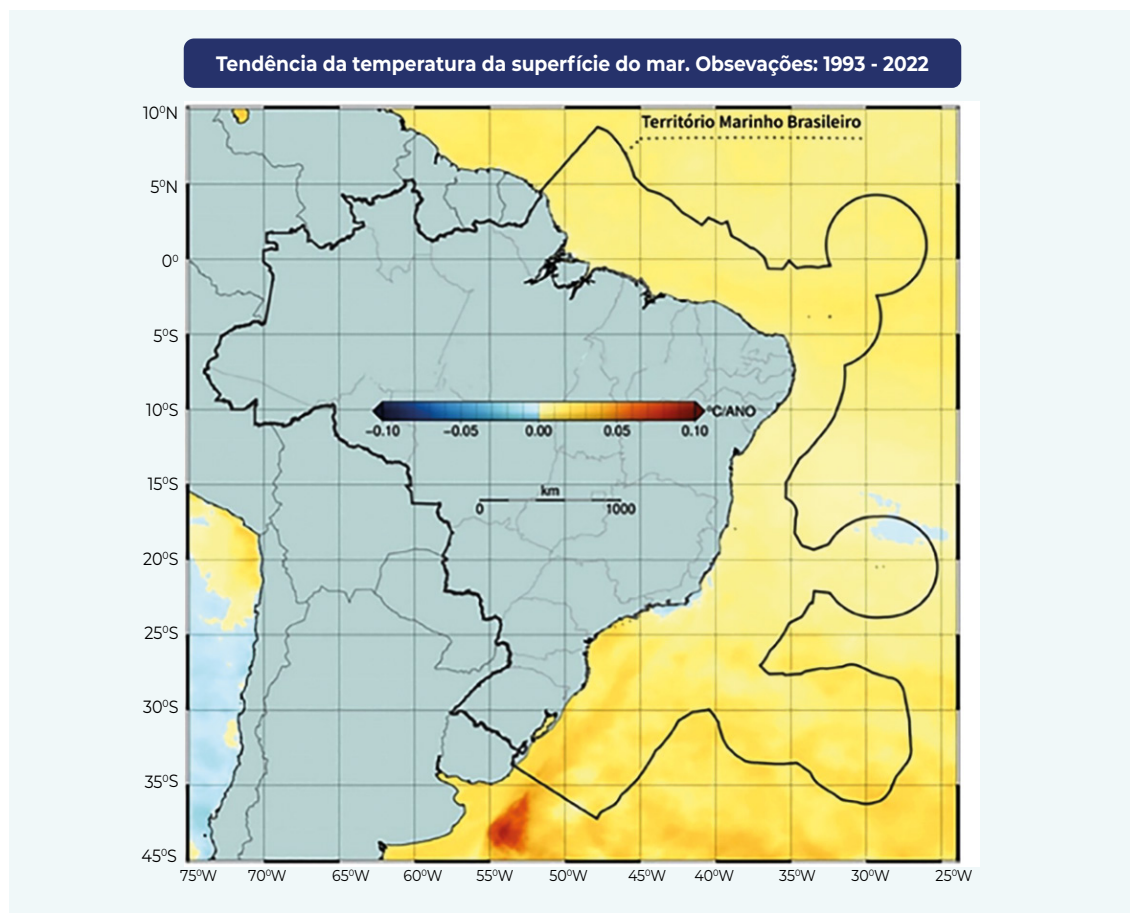 Tendência da temperatura da superfície do mar. Obsevações: 1993 - 2022
Território Marinho Brasileiro
10ºN
5ºN
0º
5ºS
10ºS
15ºS
20ºS
25ºS
30ºS
35ºS
45ºS
ºC/ANO
−0.10 −0.05 0.00 0.05 0.10
km
0 1000
75ºW 70ºW 65ºW 60ºW 55ºW 50ºW 45ºW 40ºW 35ºW 30ºW 25ºW